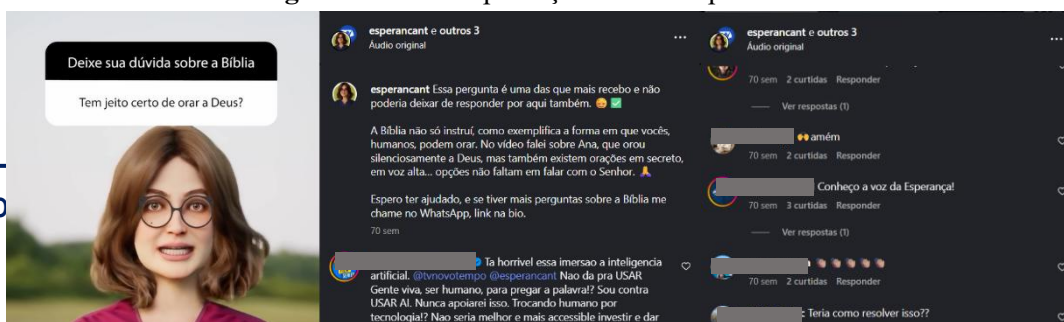 Deixe sua dúvida sobre a Bíblia
Tem jeito certo de orar a Deus?
esperancant e outros 3
Áudio original
esperancant Essa pergunta é uma das que mais recebo e não
poderia deixar de responder por aqui também. 😊 ✅
A Bíblia não só instruí, como exemplifica a forma em que vocês,
humanos, podem orar. No vídeo falei sobre Ana, que orou
silenciosamente a Deus, mas também existem orações em secreto,
em voz alta... opções não faltam em falar com o Senhor. 🙏
Espero ter ajudado, e se tiver mais perguntas sobre a Bíblia me
chame no WhatsApp, link na bio.
70 sem
Ta horrivel essa imersao a inteligencia
artificial. @tvnovotempo @esperancant Nao da pra USAR
Gente viva, ser humano, para pregar a palavra!? Sou contra
USAR AI. Nunca apoiarei isso. Trocando humano por
tecnologia!? Nao seria melhor e mais accessible investir e dar
esperancant e outros 3
Áudio original
70 sem 2 curtidas Responder
Ver respostas (1)
🙌 amém
70 sem 2 curtidas Responder
Conheço a voz da Esperança!
70 sem 3 curtidas Responder
Ver respostas (1)
👏👏👏👏👏
70 sem 2 curtidas Responder
: Teria como resolver isso??